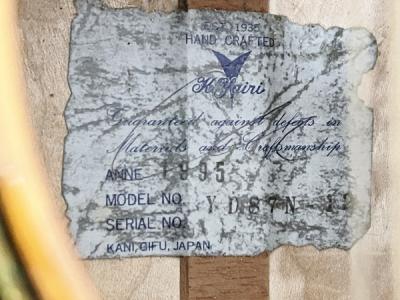 EST. 1935
HAND CRAFTED
K. Yairi
Guaranteed against defects in
Materials and Craftsmanship
ANNE 1995
MODEL NO. YD87N-
SERIAL NO.
KANI, GIFU, JAPAN